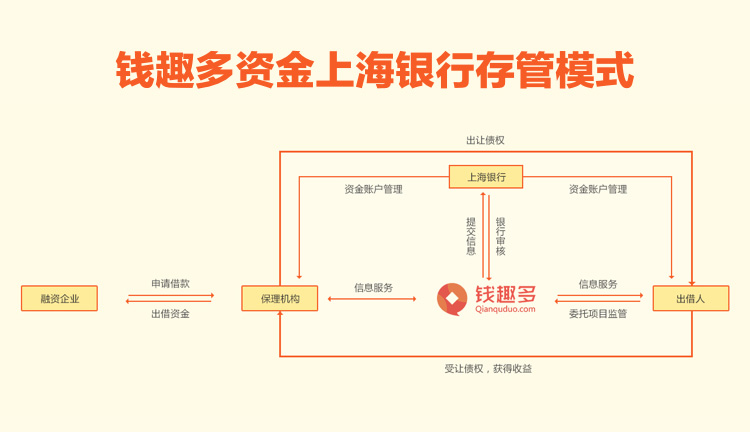 钱趣多资金上海银行存管模式
出让债权
上海银行
资金账户管理
资金账户管理
提交信息
银行审核
申请借款
信息服务
信息服务
融资企业
保理机构
钱趣多
Qianquduo.com
出借人
出借资金
委托项目监管
受让债权，获得收益